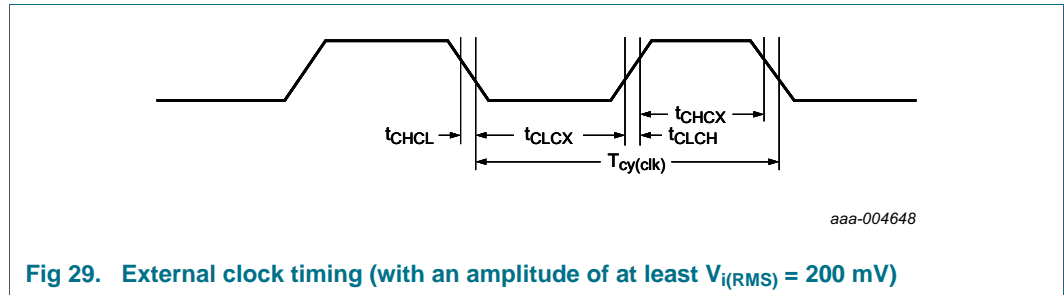 tCHCX
tCHCL tCLCX tCLCH
Tcy(clk)
aaa-004648
Fig 29. External clock timing (with an amplitude of at least Vi(RMS) = 200 mV)